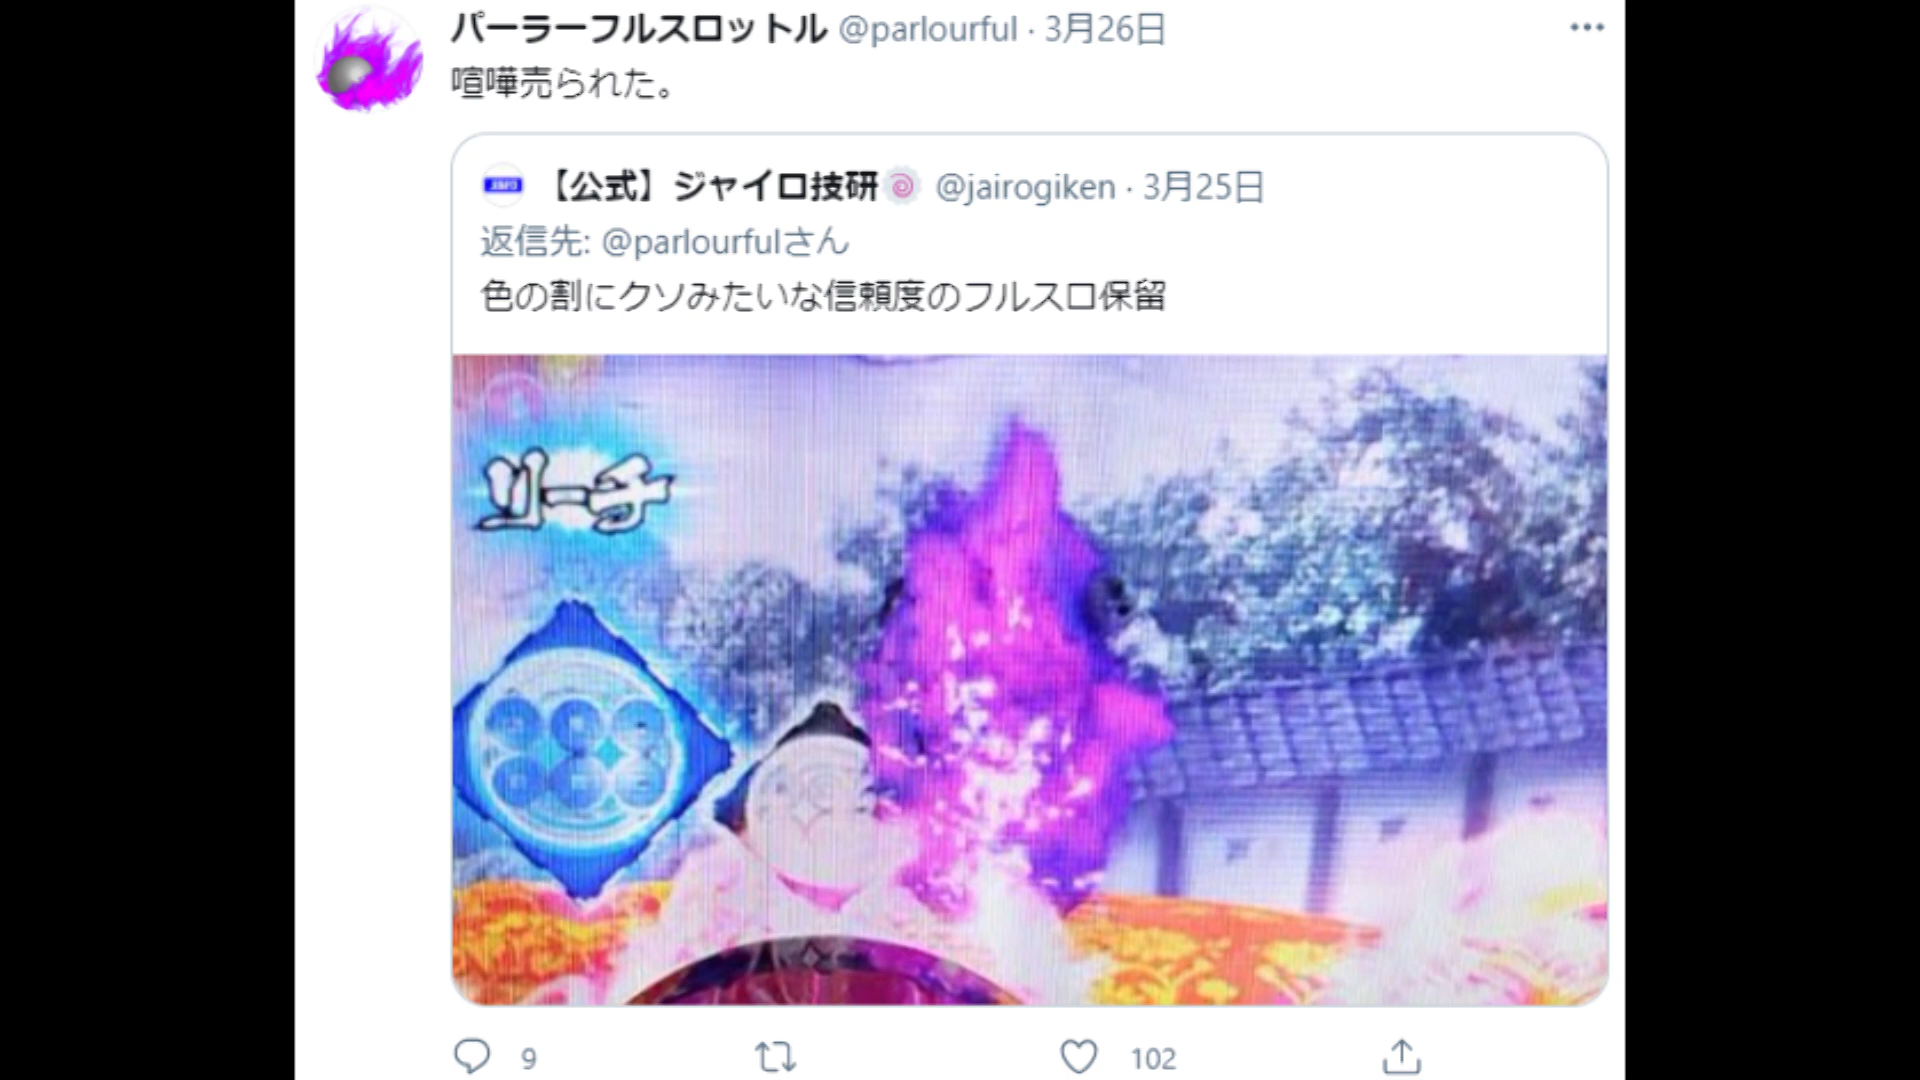 パーラーフルスロットル @parlourful · 3月26日
喧嘩売られた。
【公式】ジャイロ技研🍥 @jairogiken · 3月25日
返信先: @parlourfulさん
色の割にクソみたいな信頼度のフルスロ保留
リーチ
9
102